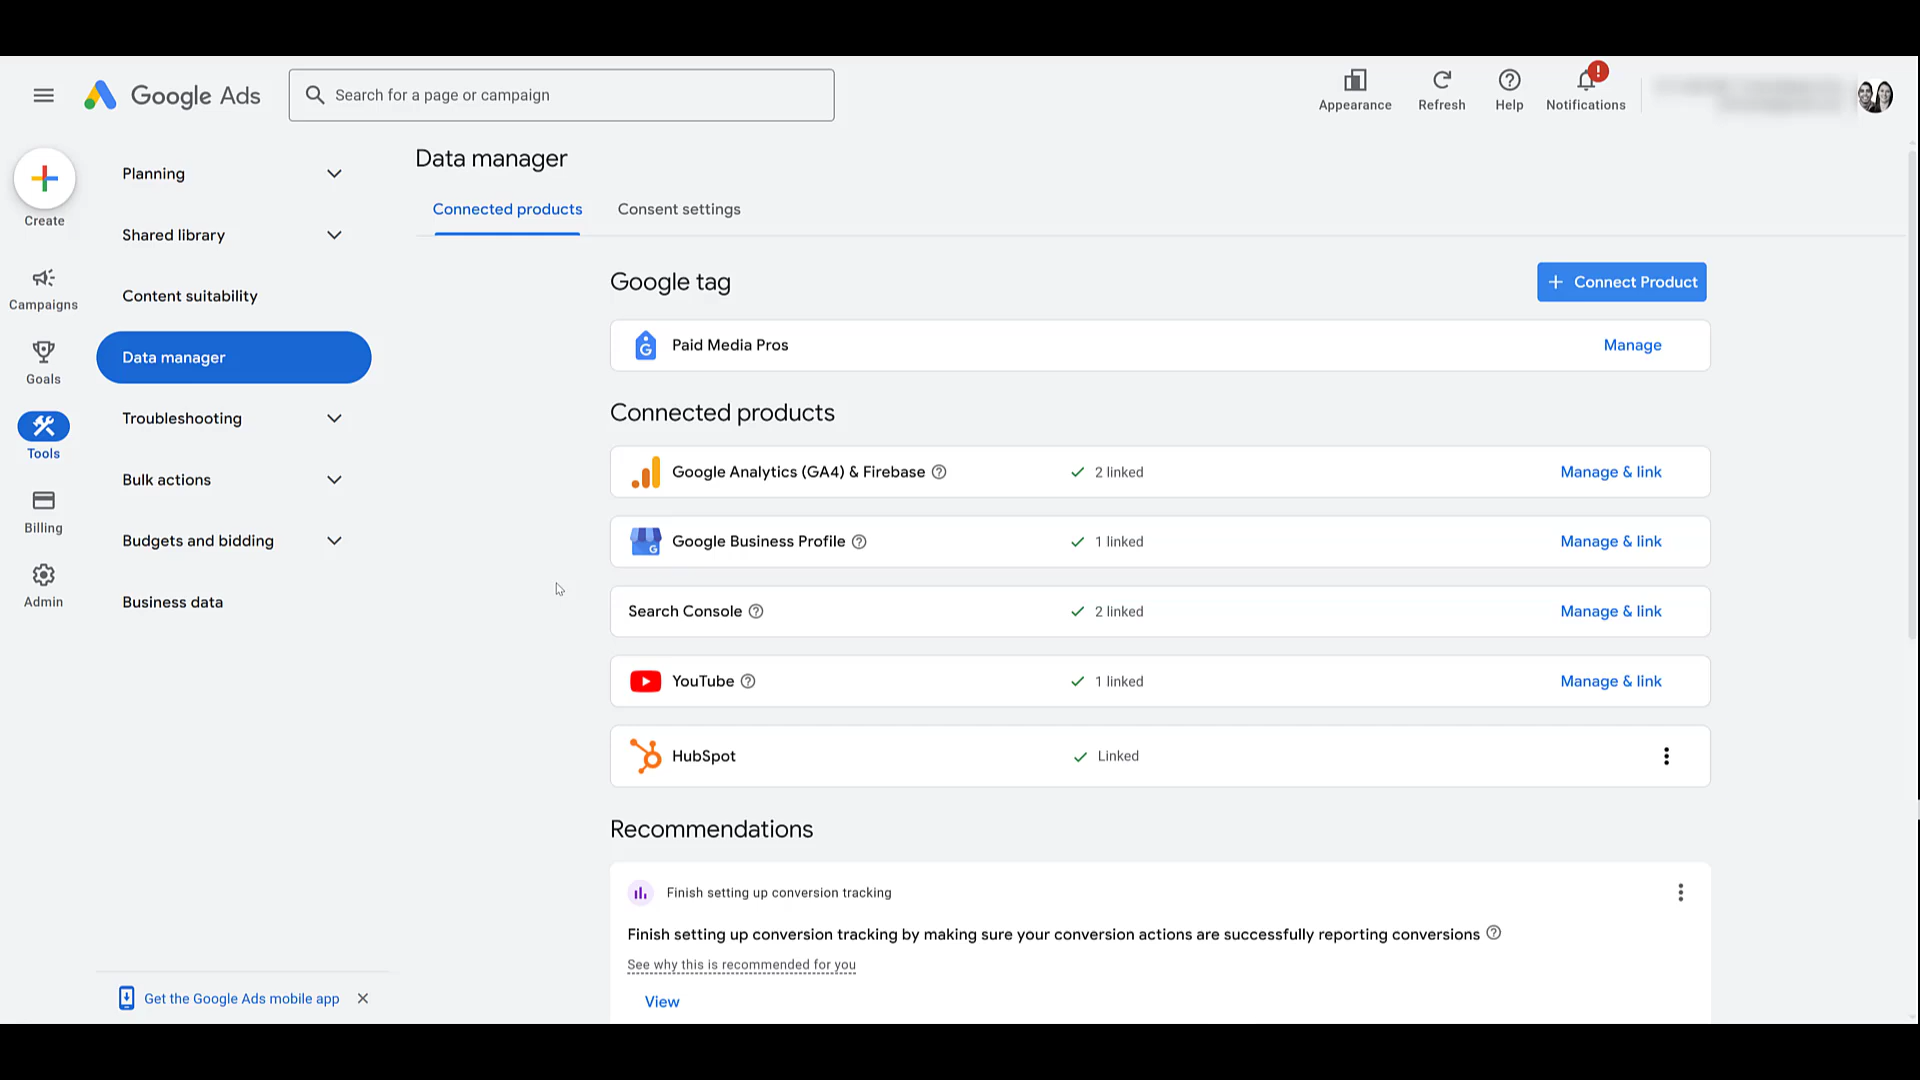 Google Ads
Search for a page or campaign
Appearance
Refresh
Help
!
Notifications
Create
Campaigns
Goals
Tools
Billing
Admin
Planning
Shared library
Content suitability
Data manager
Troubleshooting
Bulk actions
Budgets and bidding
Business data
Get the Google Ads mobile app
Data manager
Connected products
Consent settings
Google tag
+ Connect Product
Paid Media Pros
Manage
Connected products
Google Analytics (GA4) & Firebase
2 linked
Manage & link
Google Business Profile
1 linked
Manage & link
Search Console
2 linked
Manage & link
YouTube
1 linked
Manage & link
HubSpot
Linked
Recommendations
Finish setting up conversion tracking
Finish setting up conversion tracking by making sure your conversion actions are successfully reporting conversions
See why this is recommended for you
View